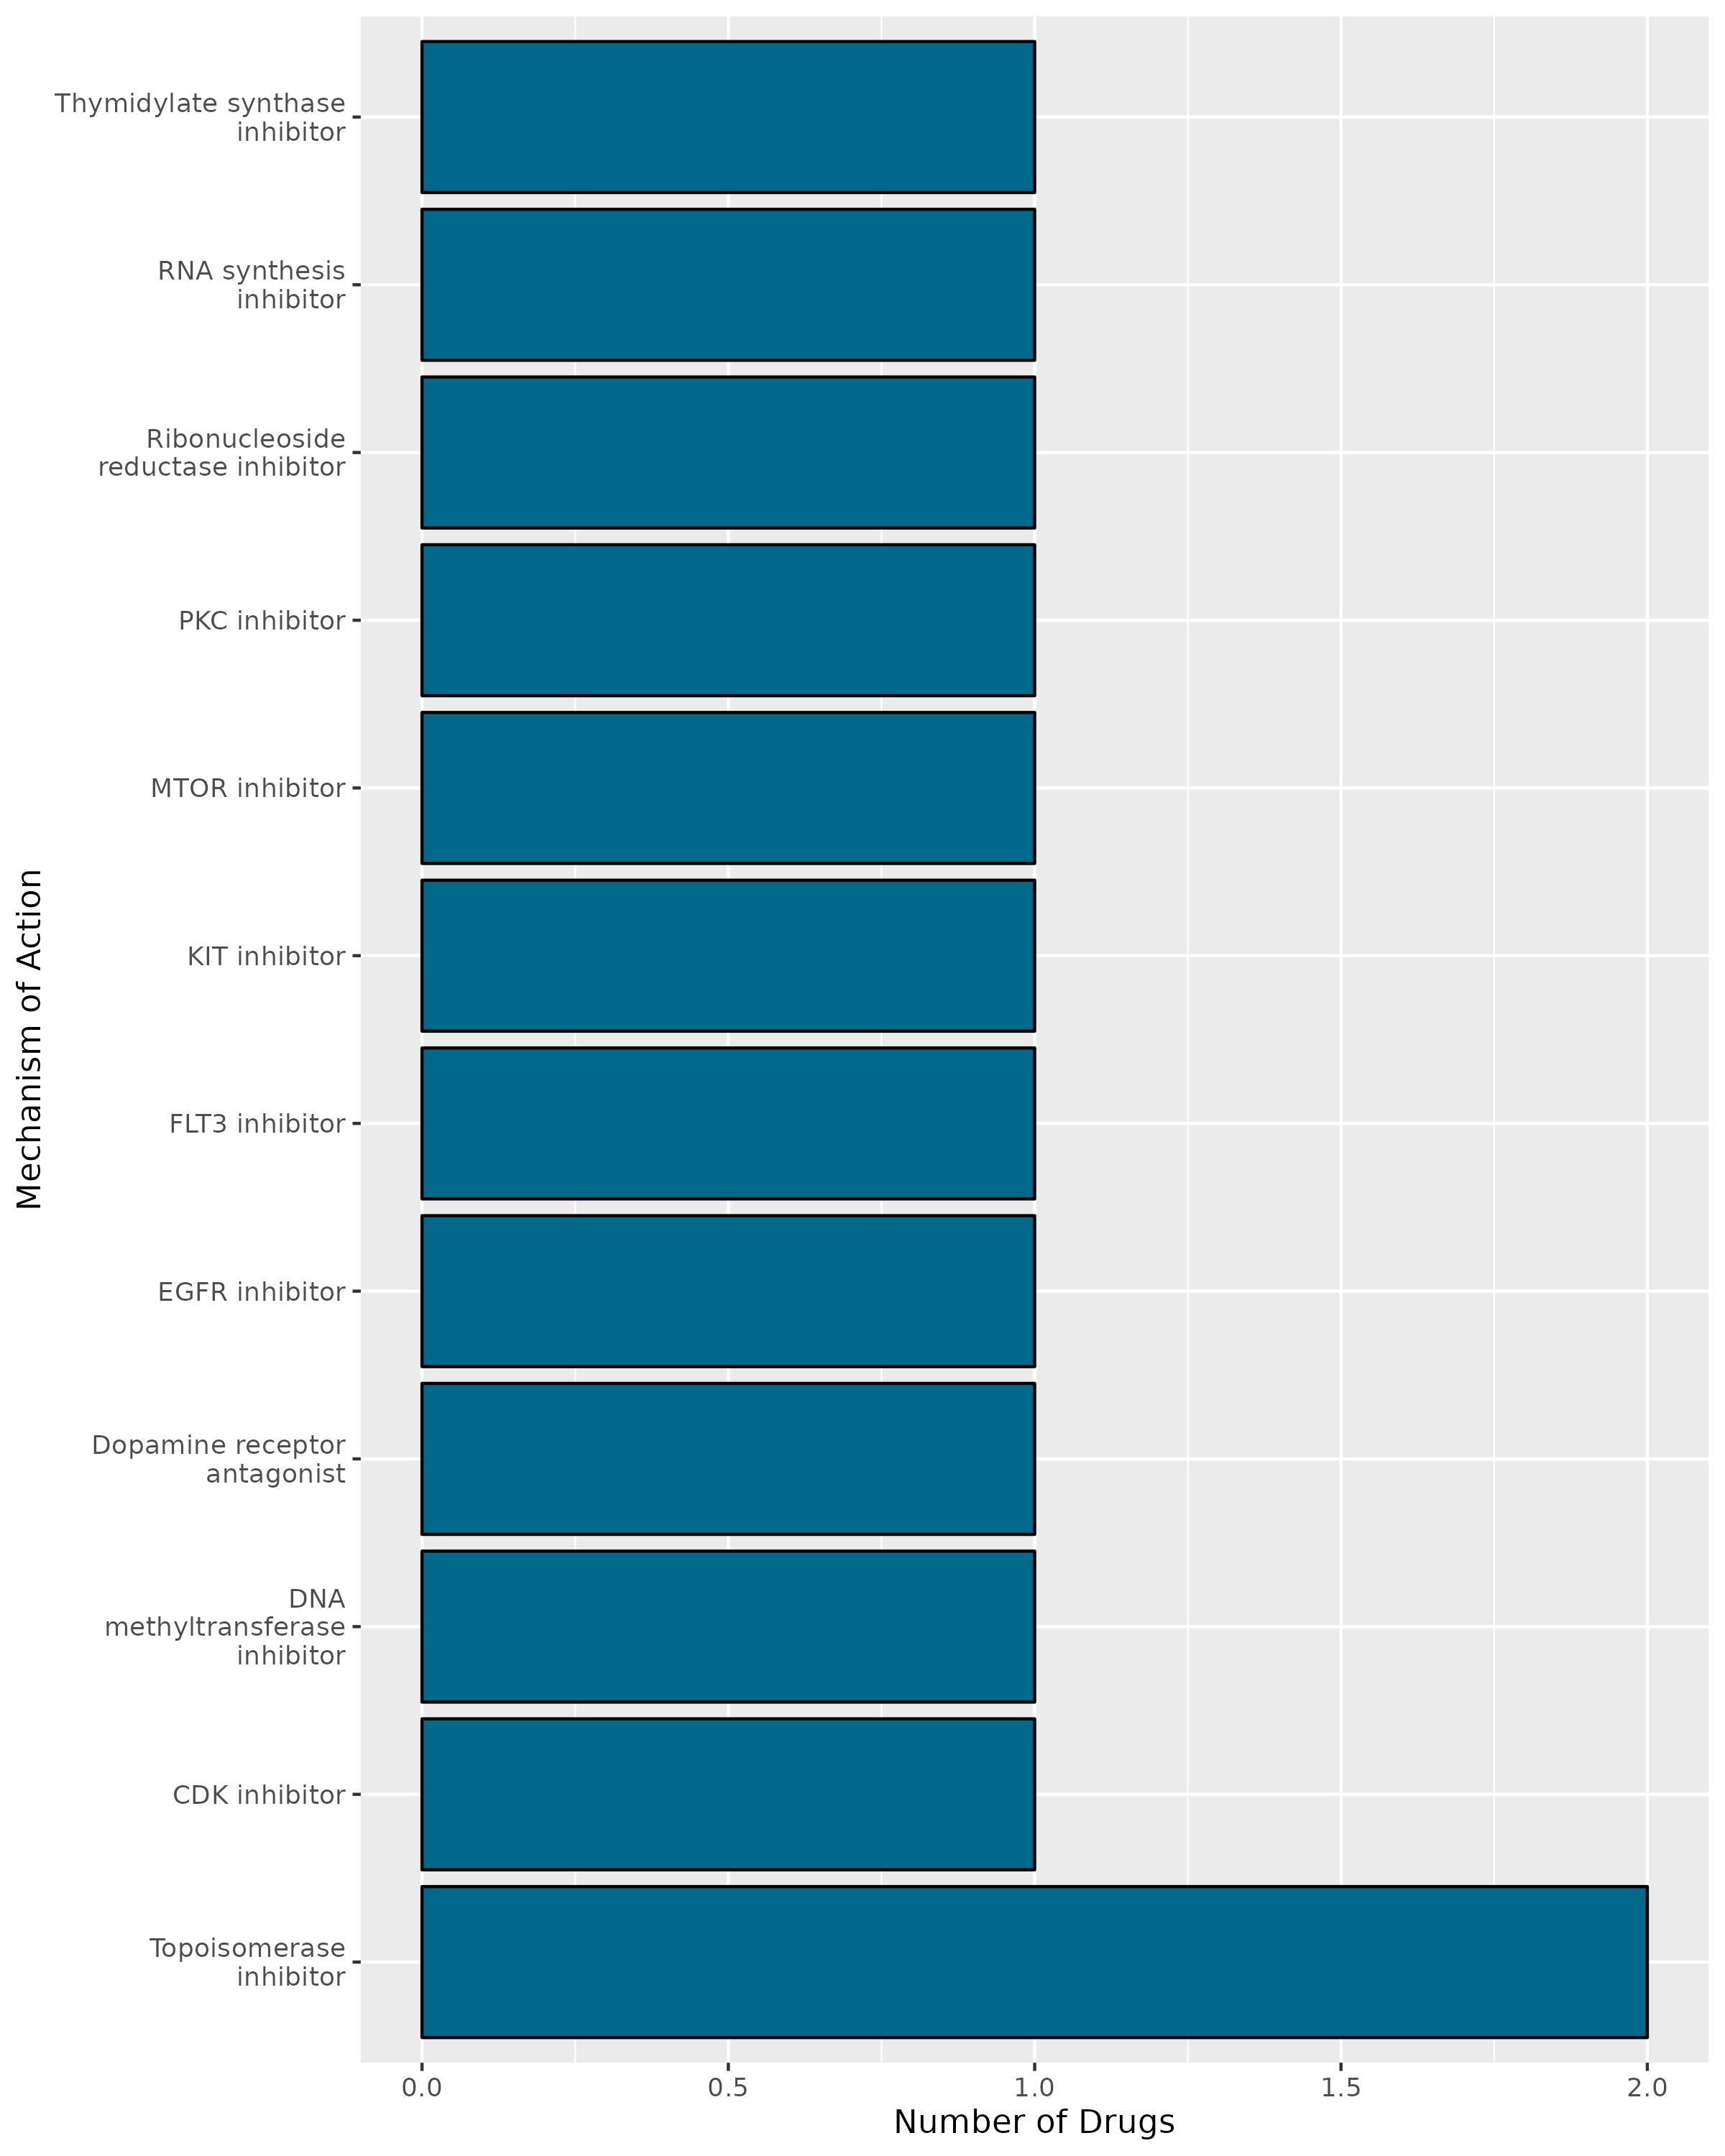 Thymidylate synthase
inhibitor
RNA synthesis
inhibitor
Ribonucleoside
reductase inhibitor
PKC inhibitor
MTOR inhibitor
KIT inhibitor
FLT3 inhibitor
EGFR inhibitor
Dopamine receptor
antagonist
DNA
methyltransferase
inhibitor
CDK inhibitor
Topoisomerase
inhibitor
Mechanism of Action
0.0 0.5 1.0 1.5 2.0
Number of Drugs